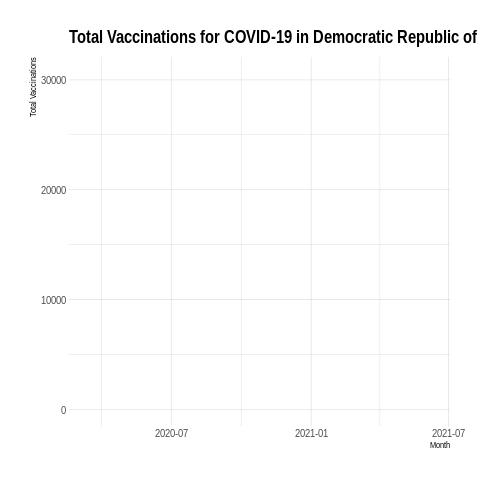 Total Vaccinations for COVID-19 in Democratic Republic of
Total Vaccinations
30000
20000
10000
0
2020-07
2021-01
2021-07
Month